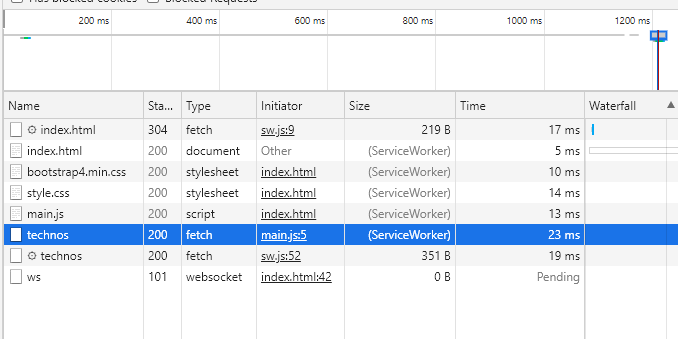 Has blocked cookies Blocked Requests
200 ms 400 ms 600 ms 800 ms 1000 ms 1200 ms
Name Sta... Type Initiator Size Time Waterfall
index.html 304 fetch sw.js:9 219 B 17 ms
index.html 200 document Other (ServiceWorker) 5 ms
bootstrap4.min.css 200 stylesheet index.html (ServiceWorker) 10 ms
style.css 200 stylesheet index.html (ServiceWorker) 14 ms
main.js 200 script index.html (ServiceWorker) 13 ms
technos 200 fetch main.js:5 (ServiceWorker) 23 ms
technos 200 fetch sw.js:52 351 B 19 ms
ws 101 websocket index.html:42 0 B Pending